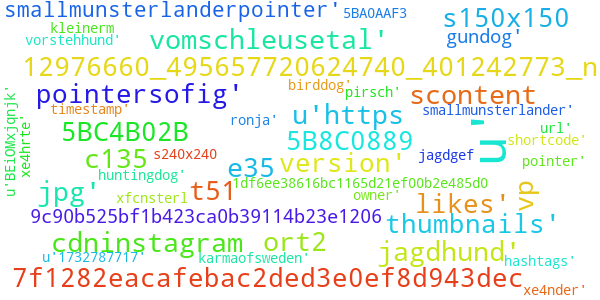 smallmunsterlanderpointer' 5BA0AAF3 s150x150
kleinerm
vorstehhund' vomschleusetal' gundog'
12976660_495657720624740_401242773_n
birddog'
pointersofig' pirsch' scontent
timestamp' u'https smallmunsterlander'
ronja' url'
5BC4B02B 5B8C0889 u' shortcode'
u'BEiOMxjqnjk' xe4hrte' c135 s240x240 e35 version' jagdgef pointer'
huntingdog' 1df6ee38616bc1165d21ef00b2e485d0
jpg' xfcnsterl t51 owner' likes' vp
9c90b525bf1b423ca0b39114b23e1206 thumbnails'
cdninstagram ort2 jagdhund'
u'1732787717' karmaofsweden' hashtags'
7f1282eacafebac2ded3e0ef8d943dec xe4nder'